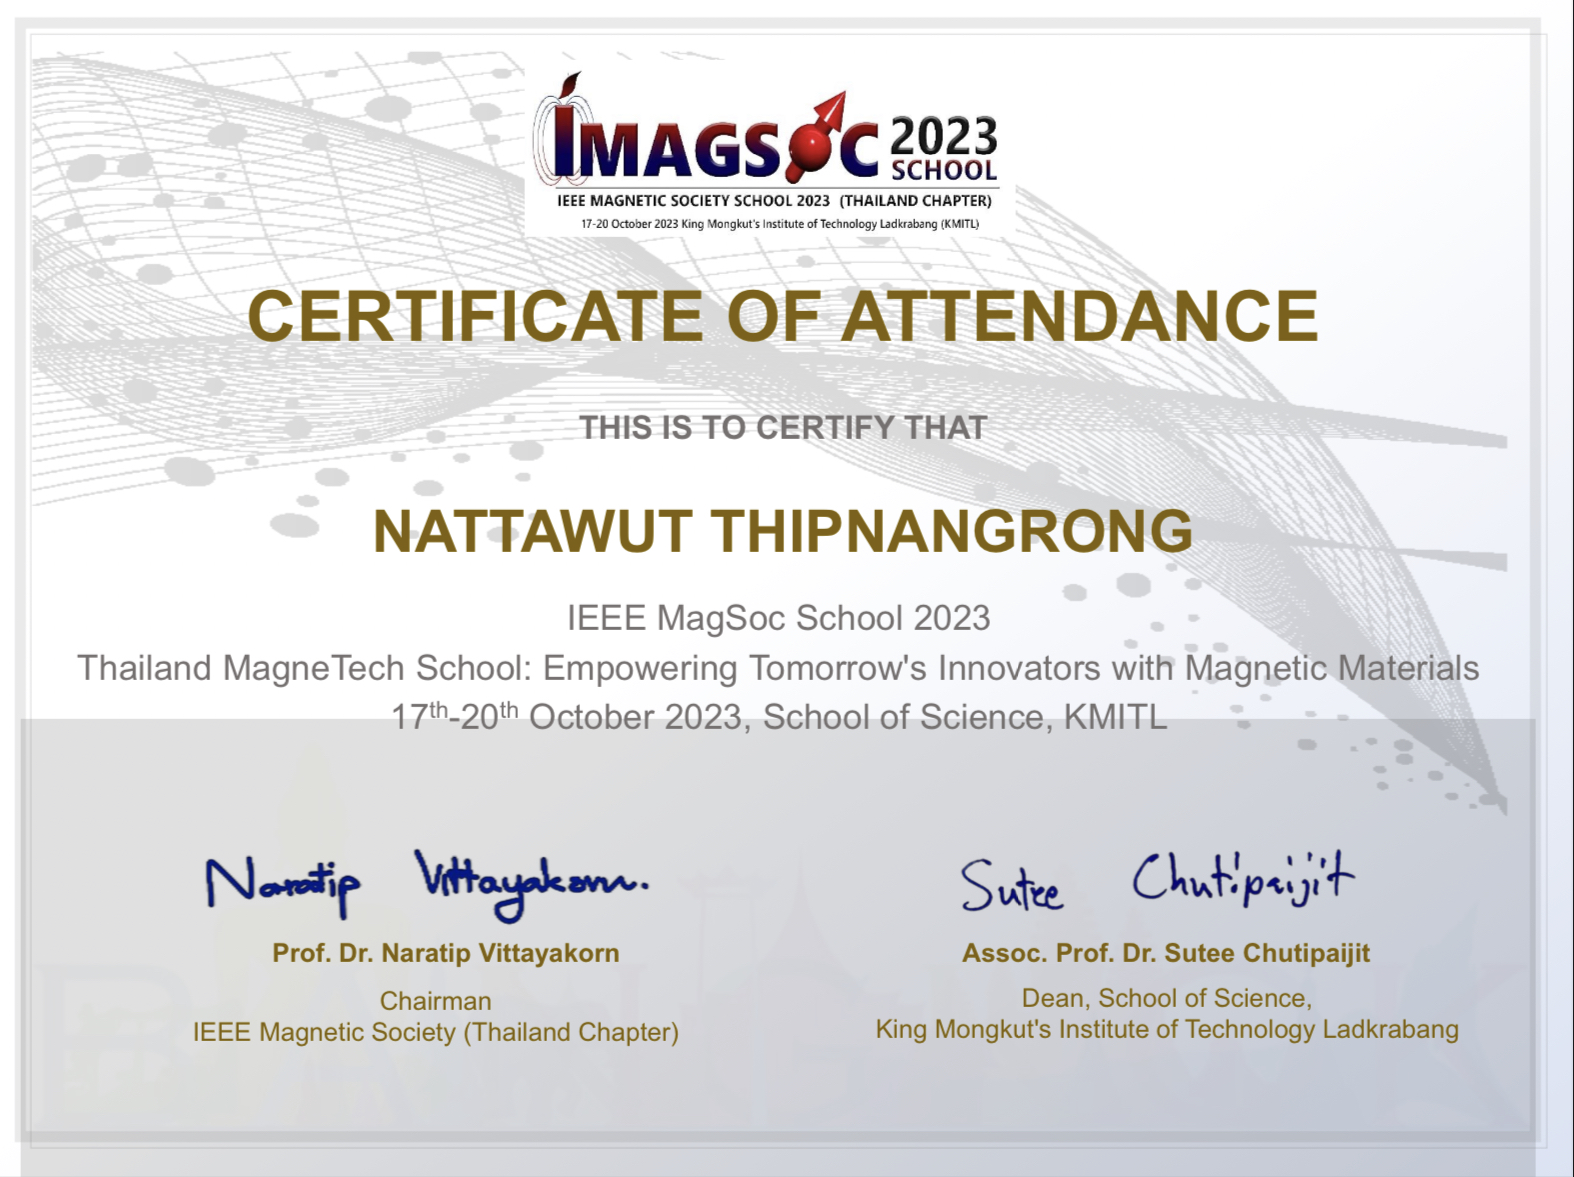 IMAGSOC 2023
SCHOOL
IEEE MAGNETIC SOCIETY SCHOOL 2023 (THAILAND CHAPTER)
17-20 October 2023 King Mongkut's Institute of Technology Ladkrabang (KMITL)
CERTIFICATE OF ATTENDANCE
THIS IS TO CERTIFY THAT
NATTAWUT THIPNANGRONG
IEEE MagSoc School 2023
Thailand MagneTech School: Empowering Tomorrow's Innovators with Magnetic Materials
17th-20th October 2023, School of Science, KMITL
Naratip Vittayakorn.
Sutee Chutipaijit
Prof. Dr. Naratip Vittayakorn
Assoc. Prof. Dr. Sutee Chutipaijit
Chairman
IEEE Magnetic Society (Thailand Chapter)
Dean, School of Science,
King Mongkut's Institute of Technology Ladkrabang